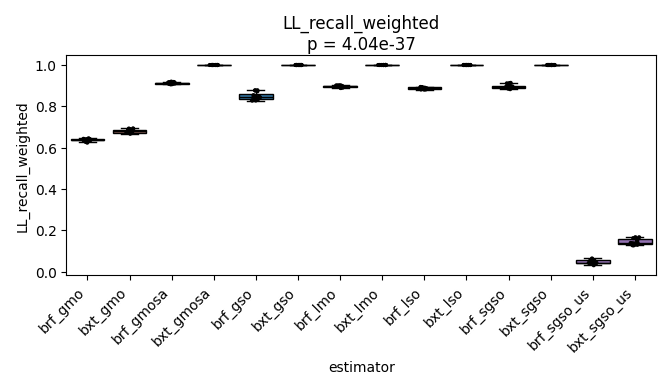 LL_recall_weighted
p = 4.04e-37
LL_recall_weighted
1.0
0.8
0.6
0.4
0.2
0.0
brf_gmo
bxt_gmo
brf_gmosa
bxt_gmosa
brf_gso
bxt_gso
brf_lmo
bxt_lmo
brf_lso
bxt_lso
brf_sgso
bxt_sgso
brf_sgso_us
bxt_sgso_us
estimator